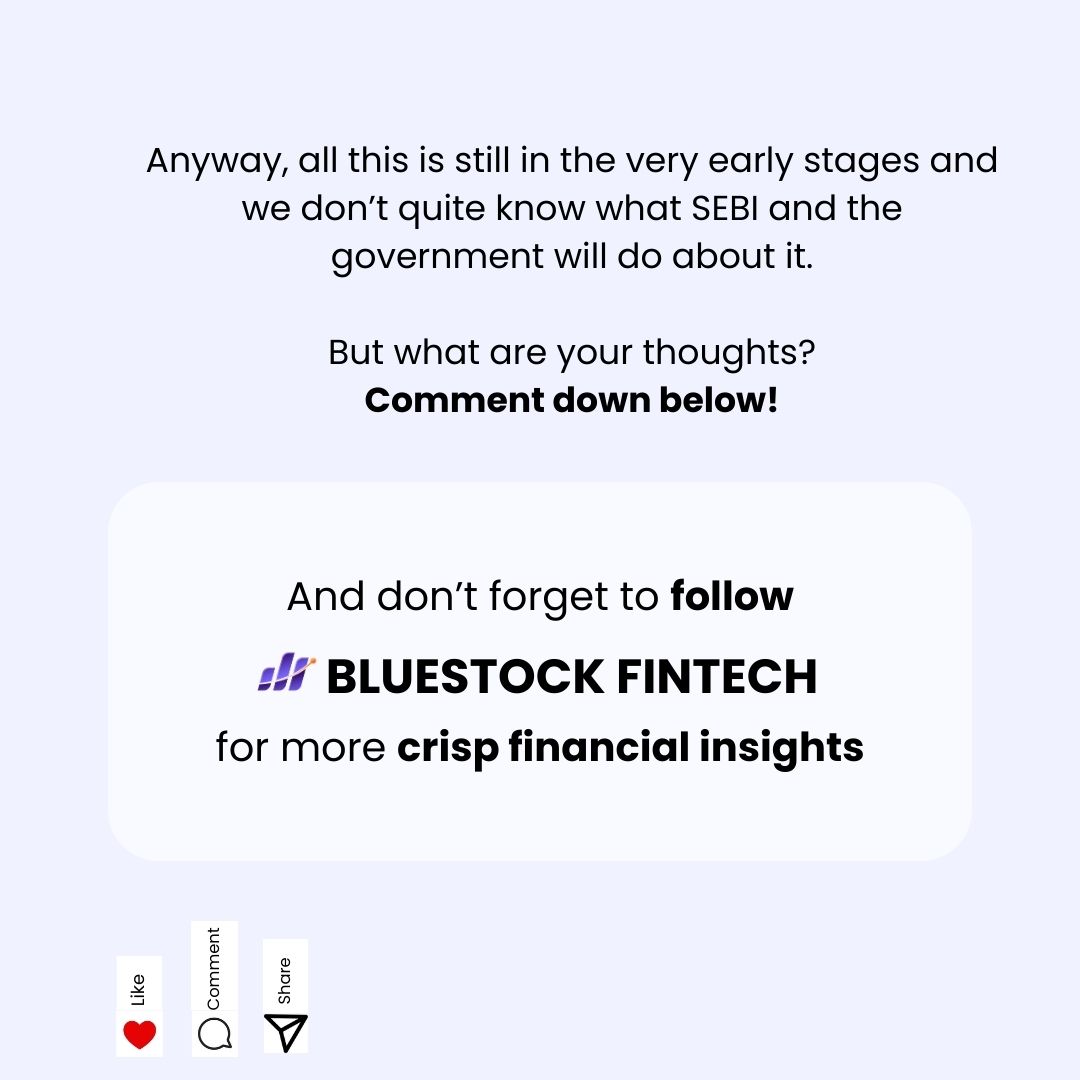 Anyway, all this is still in the very early stages and
we don’t quite know what SEBI and the
government will do about it.
But what are your thoughts?
Comment down below!
And don’t forget to follow
BLUESTOCK FINTECH
for more crisp financial insights
Like
Comment
Share